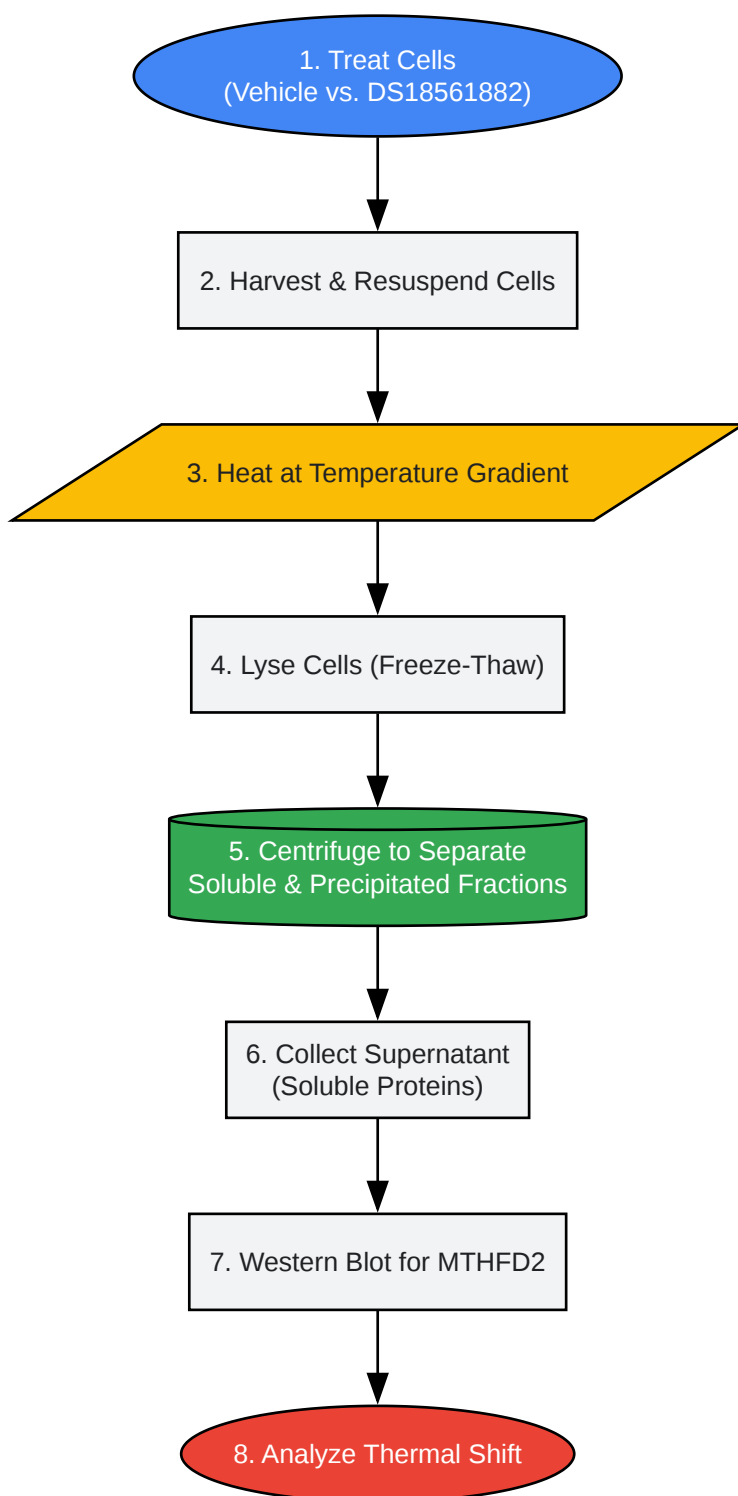 1. Treat Cells
(Vehicle vs. DS18561882)
2. Harvest & Resuspend Cells
3. Heat at Temperature Gradient
4. Lyse Cells (Freeze-Thaw)
5. Centrifuge to Separate
Soluble & Precipitated Fractions
6. Collect Supernatant
(Soluble Proteins)
7. Western Blot for MTHFD2
8. Analyze Thermal Shift